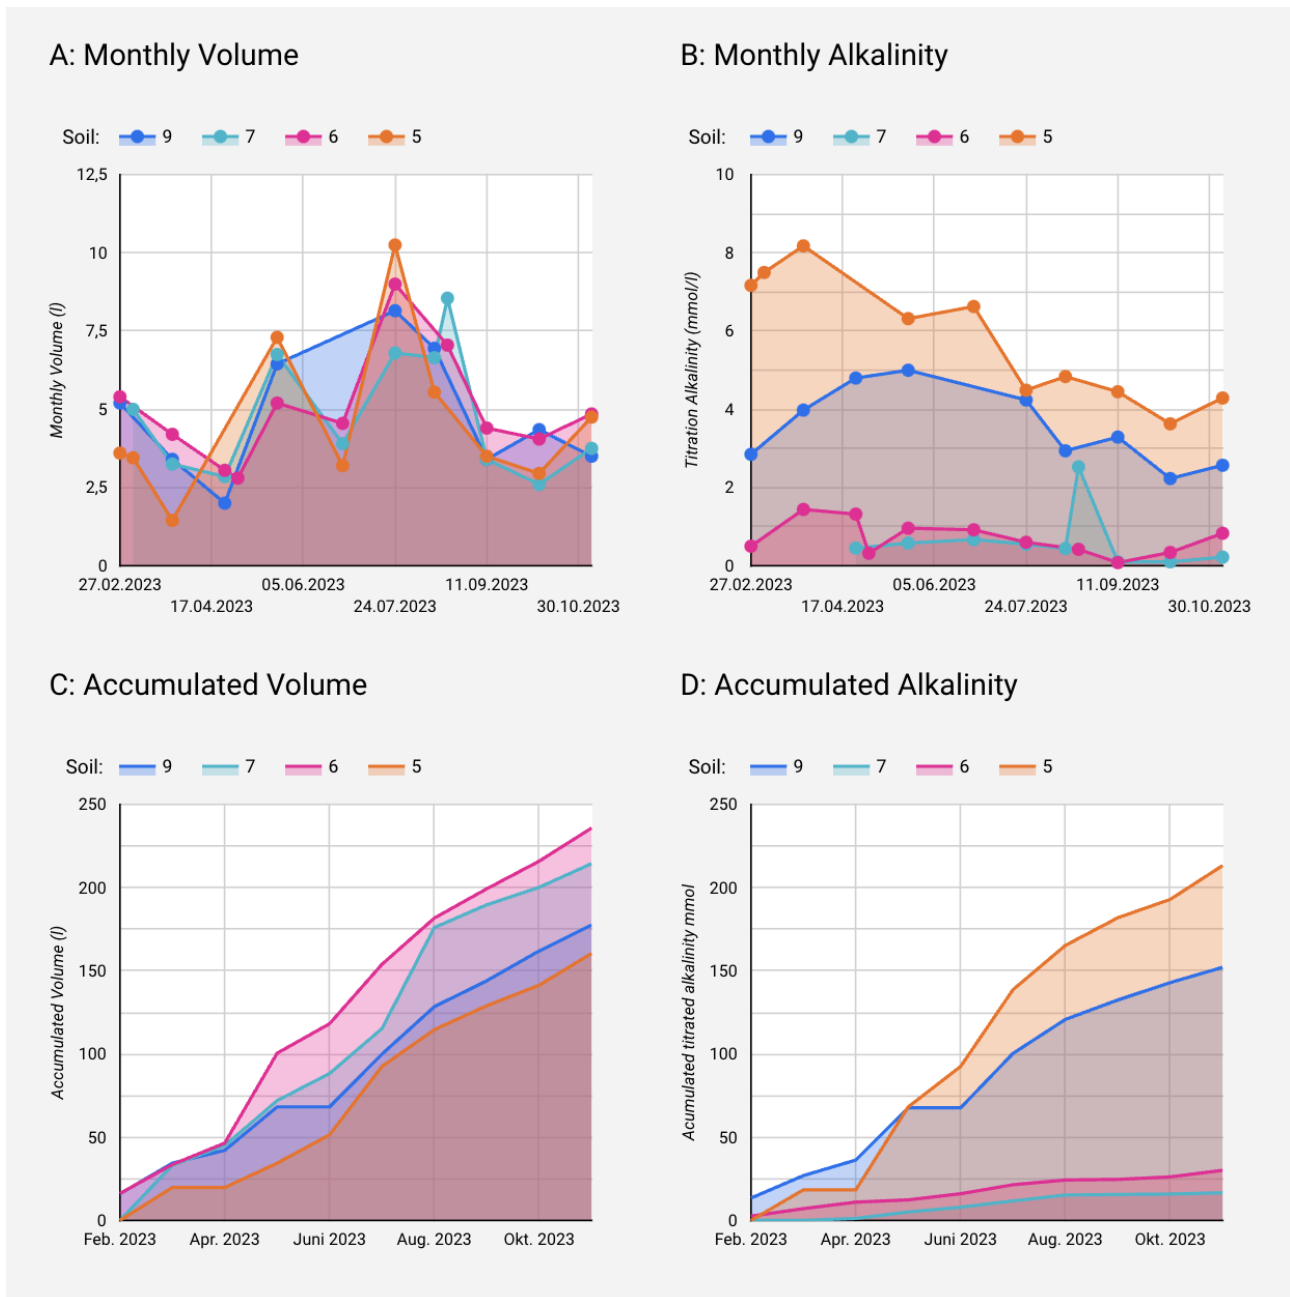 A: Monthly Volume
Soil: 9 7 6 5
12,5
10
7,5
5
2,5
0
Monthly Volume (l)
27.02.2023 05.06.2023 11.09.2023
17.04.2023 24.07.2023 30.10.2023
B: Monthly Alkalinity
Soil: 9 7 6 5
10
8
6
4
2
0
Titration Alkalinity (mmol/l)
27.02.2023 05.06.2023 11.09.2023
17.04.2023 24.07.2023 30.10.2023
C: Accumulated Volume
Soil: 9 7 6 5
250
200
150
100
50
0
Accumulated Volume (l)
Feb. 2023 Apr. 2023 Juni 2023 Aug. 2023 Okt. 2023
D: Accumulated Alkalinity
Soil: 9 7 6 5
250
200
150
100
50
0
Acumulated titrated alkalinity mmol
Feb. 2023 Apr. 2023 Juni 2023 Aug. 2023 Okt. 2023